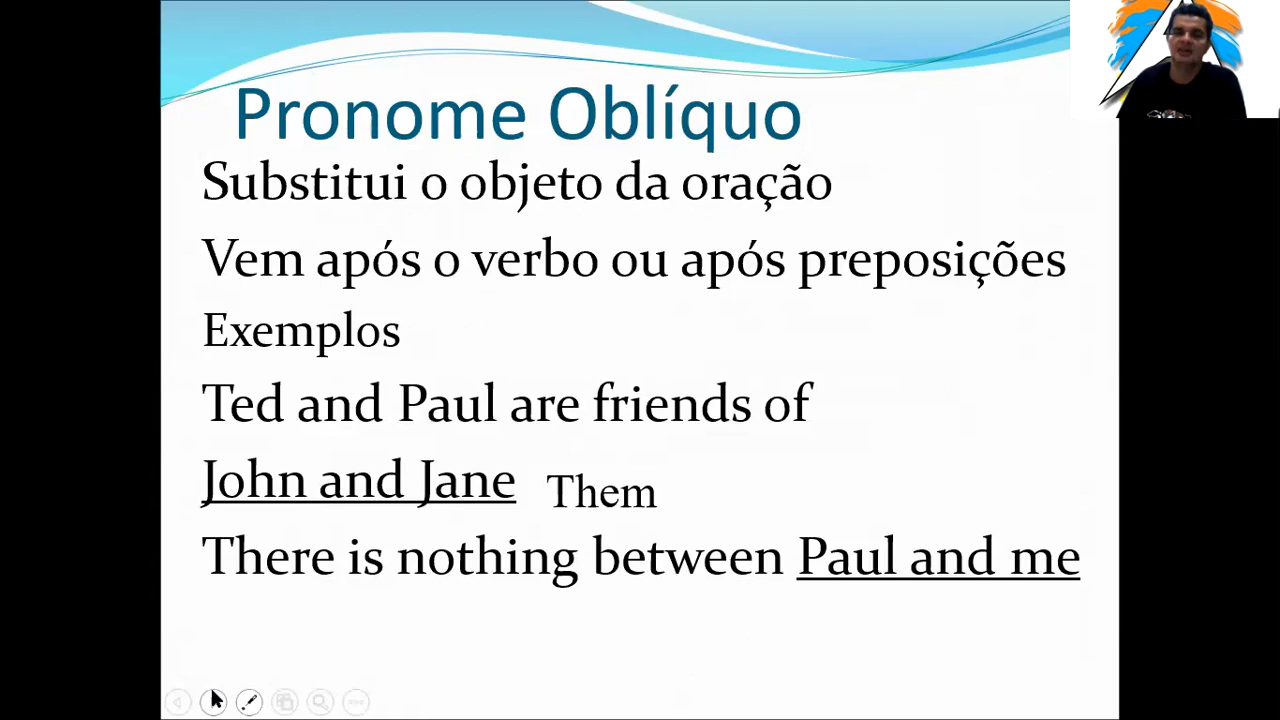 Pronome Oblíquo
Substitui o objeto da oração
Vem após o verbo ou após preposições
Exemplos
Ted and Paul are friends of
John and Jane Them
There is nothing between Paul and me